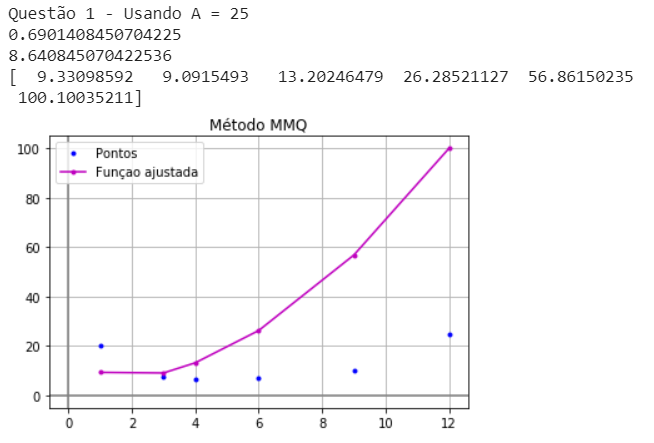 Questão 1 - Usando A = 25
0.6901408450704225
8.640845070422536
[ 9.33098592 9.0915493 13.20246479 26.28521127 56.86150235
100.10035211]
Método MMQ
Pontos
Funçao ajustada
100
80
60
40
20
0
0 2 4 6 8 10 12